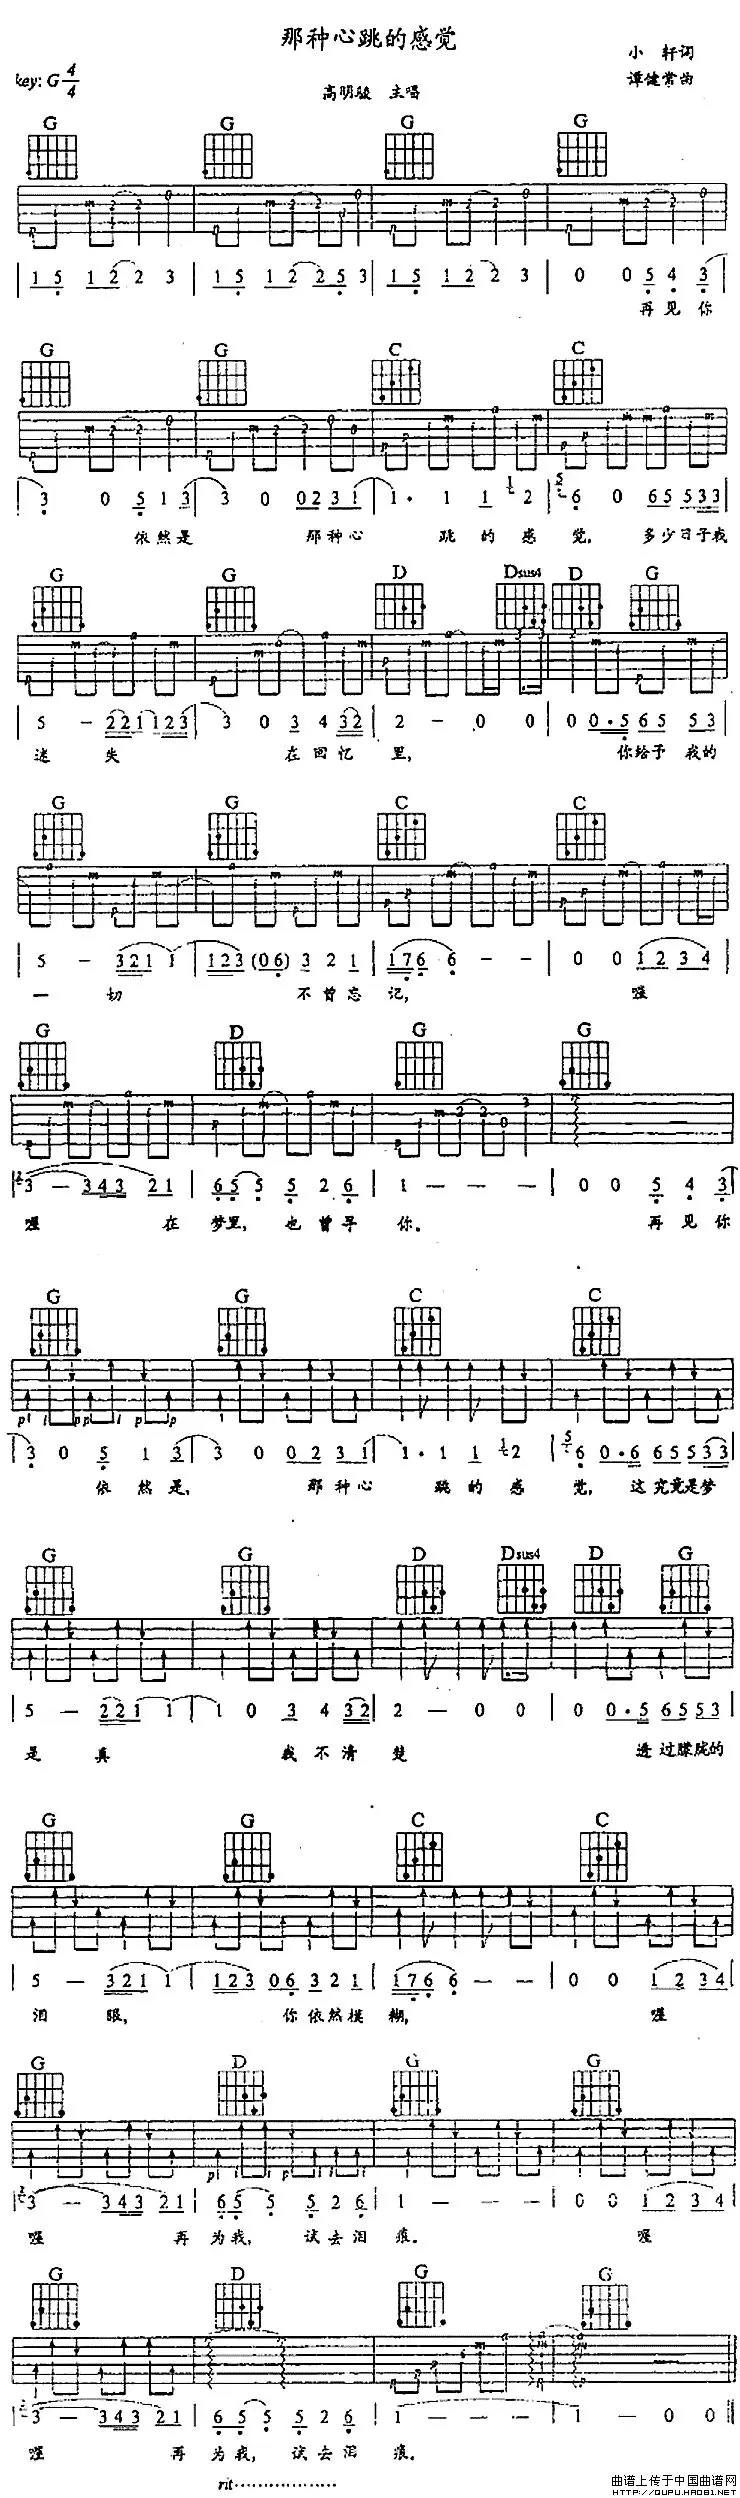 那种心跳的感觉
小 轩词
key: G 4/4
谭健常曲
高明骏 主唱
G G G G
1 5 1 2 2 3 | 1 5 1 2 2 5 3 | 1 5 1 2 2 3 | 0 0 5 4 3
再见你
G G C C
3 0 5 1 3 | 3 0 0 2 3 1 | 1 · 1 1 2 | 6 0 6 5 5 3 3
依然是 那种心 跳的感觉, 多少日子我
G G D Dsus4 D G
5 - 2 2 1 1 2 3 | 3 0 3 4 3 2 | 2 - 0 0 | 0 0 · 5 6 5 5 3
迷失 在回忆里, 你给予我的
G G C C
5 - 3 2 1 1 | 1 2 3 (0 6) 3 2 1 | 1 7 6 6 - - | 0 0 1 2 3 4
一切 不曾忘记, 喔
G D G G
3 - 3 4 3 2 1 | 6 5 5 5 2 6 | 1 - - - | 0 0 5 4 3
喔 在梦里, 也曾寻你。 再见你
G G C C
3 0 5 1 3 | 3 0 0 2 3 1 | 1 · 1 1 2 | 6 0 · 6 6 5 5 3 3
依然是, 那种心 跳的感觉, 这究竟是梦
G G D Dsus4 D G
5 - 2 2 1 1 | 1 0 3 4 3 2 | 2 - 0 0 | 0 0 · 5 6 5 5 3
是真 我不清楚 透过朦胧的
G G C C
5 - 3 2 1 1 | 1 2 3 0 6 3 2 1 | 1 7 6 6 - - | 0 0 1 2 3 4
泪眼, 你依然模糊, 喔
G D G G
3 - 3 4 3 2 1 | 6 5 5 5 2 6 | 1 - - - | 0 0 1 2 3 4
喔 再为我, 试去泪痕。 喔
G D G G
3 - 3 4 3 2 1 | 6 5 5 5 2 6 | 1 - - - | 1 - 0 0
喔 再为我, 试去泪痕。
rit
曲谱上传于中国曲谱网
HTTP://QUPU.HAO81.NET